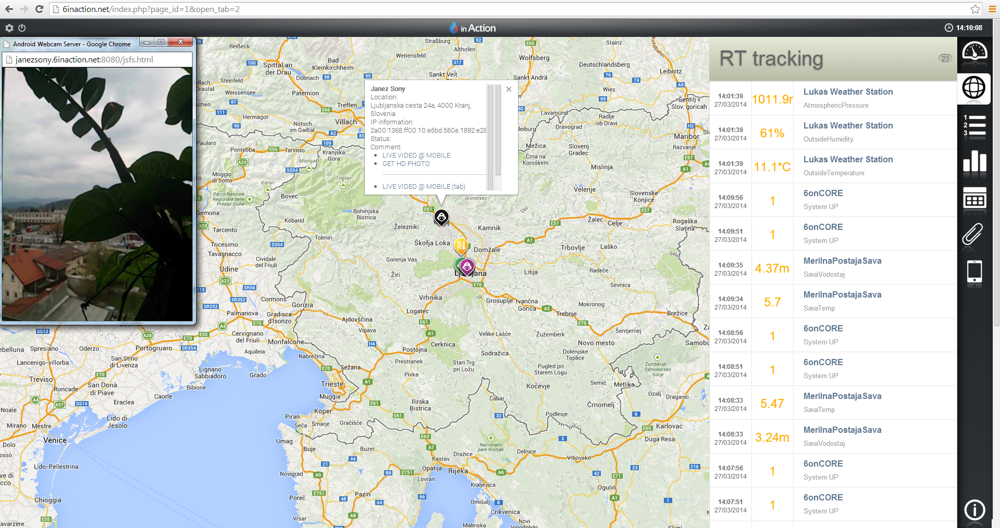 6inaction.net/index.php?page_id=1&open_tab=2
in Action
14:10:08
Android Webcam Server - Google Chrome
janezsony.6inaction.net:8080/jsfs.html
Janez Sony
Location:
Ljubljanska cesta 24a, 4000 Kranj,
Slovenia
IP information:
2a00:1368:ff00:10:e6bd:560e:1892:e28
Status:
Comment:
LIVE VIDEO @ MOBILE
GET HD PHOTO
LIVE VIDEO @ MOBILE (tab)
RT tracking
23
14:01:39
27/03/2014
1011.9r
Lukas Weather Station
AtmosphericPressure
14:01:39
27/03/2014
61%
Lukas Weather Station
OutsideHumidity
14:01:39
27/03/2014
11.1*C
Lukas Weather Station
OutsideTemperature
14:09:56
27/03/2014
1
6onCORE
System UP
14:09:51
27/03/2014
1
6onCORE
System UP
14:09:35
27/03/2014
4.37m
MerilnaPostajaSava
SavaVodostaj
14:09:34
27/03/2014
5.7
MerilnaPostajaSava
SavaTemp
14:08:56
27/03/2014
1
6onCORE
System UP
14:08:51
27/03/2014
1
6onCORE
System UP
14:08:33
27/03/2014
5.47
MerilnaPostajaSava
SavaTemp
14:08:33
27/03/2014
3.24m
MerilnaPostajaSava
SavaVodostaj
14:07:56
27/03/2014
1
6onCORE
System UP
14:07:51
27/03/2014
1
6onCORE
System UP
1
2
3
Reißeck
Straßburg
Althofen
Weitensfeld
Wolfsberg
Bad
Kleinkirchheim
Spittal an
der Drau
Deutschlandsberg
Leibnitz
Döbriach
Sankt Veit
Sankt Andrä
Dellach
Steinfeld
Weissensee
Paternion
Wies
Treffen
Šentilj v
Slov. goricah
Hermagor
Villach
Lavamünd
Radlje
ob Dravi
Nötsch
im Gailtal
Dravograd
Maribor
Paularo
Pontebba
Tarvisio
Kranjska
Gora
Mežica
Slovenj
Gradec
Razvanje
Črna na
Koroškem
Mangart
Moggio
di Sotto
Mislinja
Triglav
Kanin
Velenje
Slovenske
Konjice
Parco Naturale
Regionale delle
Prealpi Giulie
Bovec
Grintovec
Gemona
Bohinjska
Bistrica
Dol
Kobarid
Železniki
Kamnik
Žalec
Celje
Rogaška
Slatina
Tarcento
Tolmin
Škofja Loka
Tricesimo
Domžale
Trbovlje
Laško
Tavagnacco
Cividale
del Friuli
Gorenja Vas
Udine
Žiri
Litija
Radeče
Sevnica
Vrhnika
Ig
Grosuplje
Ivančna
Gorica
Mokronog
Cormons
Gorizia
Logatec
Trebnje
Brežice
Palmanova
Gradisca
d'Isonzo
Ajdovščina
Cervignano
del Friuli
Vipava
Velike Lašče
Žužemberk
Šentjernej
Spresiano
Oderzo
Portogruaro
Monfalcone
Cerknica
Novo mesto
Samobo
Postojna
Aquileia
Nabrežina
Sodražica
Dolenjske
Toplice
Lancenigo-villorba
San Stino
di Livenza
Prestranek
Stari Trg
pri Ložu
Žumberak -
Samoborsko
Gorje
Lignano
Sabbiadoro
Grado
Sežana
Pivka
Pugled pri
Starem Logu
Treviso
San Donà
di Piave
Bibione
Trieste
Kočevje
Semič
Metlika
Roncade
Caorle
Muggia
Ozalj
Draganić
Eraclea
Ilirska
Bistrica
Čabar
Črnomelj
Noale
Koper
Piran
Lido di
Jesolo
Seča
Šmarje
Gračišče
Podlesje
Mirano
Mestre
Karlovac
Venice
Umag
Buje
Buzet
Nacionalni
park Risnjak
Duga Resa
Dolo
Delnice
Dražice
Kastav
Vrbovsko
Lido-Pellestrina
Opatija
Rijeka
Novigrad
Lovran
Kraljevica
Ogulin
Pazin
Chioggia
Poreč
Omišalj
Crikvenica
Vrsar
Malinska
Novi
Vinodolski